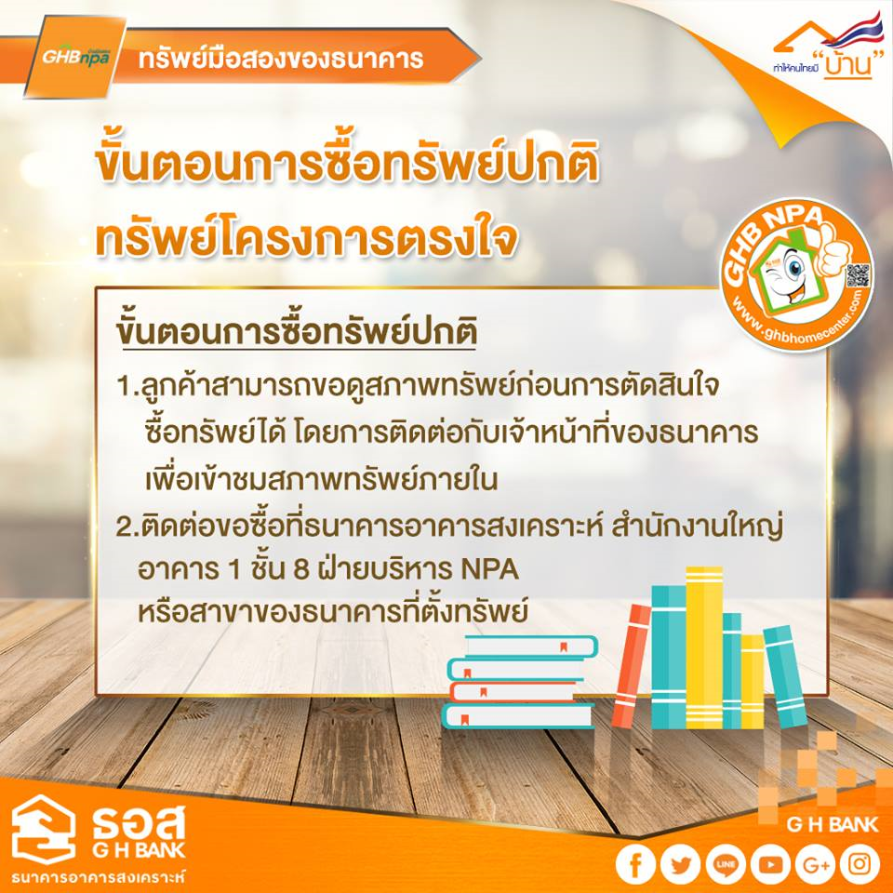 GHBnpa
ทรัพย์มือสองของธนาคาร
ทำให้คนไทยมี "บ้าน"
ขั้นตอนการซื้อทรัพย์ปกติ
ทรัพย์โครงการตรงใจ
GHB NPA
www.ghbhomecenter.com
ขั้นตอนการซื้อทรัพย์ปกติ
1.ลูกค้าสามารถขอดูสภาพทรัพย์ก่อนการตัดสินใจ
ซื้อทรัพย์ได้ โดยการติดต่อกับเจ้าหน้าที่ของธนาคาร
เพื่อเข้าชมสภาพทรัพย์ภายใน
2.ติดต่อขอซื้อที่ธนาคารอาคารสงเคราะห์ สำนักงานใหญ่
อาคาร 1 ชั้น 8 ฝ่ายบริหาร NPA
หรือสาขาของธนาคารที่ตั้งทรัพย์
ธอส
G H BANK
ธนาคารอาคารสงเคราะห์
G H BANK
LINE
G+